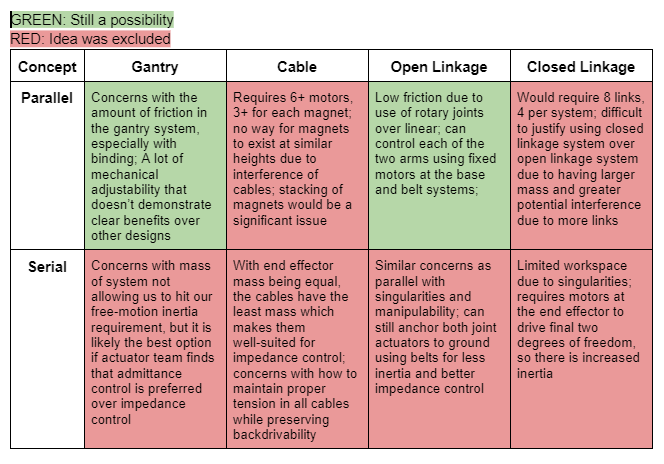 GREEN: Still a possibility
RED: Idea was excluded
Concept Gantry Cable Open Linkage Closed Linkage
Parallel
Concerns with the
amount of friction in
the gantry system,
especially with
binding; A lot of
mechanical
adjustability that
doesn't demonstrate
clear benefits over
other designs
Requires 6+ motors,
3+ for each magnet;
no way for magnets
to exist at similar
heights due to
interference of
cables; stacking of
magnets would be a
significant issue
Low friction due to
use of rotary joints
over linear; can
control each of the
two arms using fixed
motors at the base
and belt systems;
Would require 8 links,
4 per system; difficult
to justify using closed
linkage system over
open linkage system
due to having larger
mass and greater
potential interference
due to more links
Serial
Concerns with mass
of system not
allowing us to hit our
free-motion inertia
requirement, but it is
likely the best option
if actuator team finds
that admittance
control is preferred
over impedance
control
With end effector
mass being equal,
the cables have the
least mass which
makes them
well-suited for
impedance control;
concerns with how to
maintain proper
tension in all cables
while preserving
backdrivability
Similar concerns as
parallel with
singularities and
manipulability; can
still anchor both joint
actuators to ground
using belts for less
inertia and better
impedance control
Limited workspace
due to singularities;
requires motors at
the end effector to
drive final two
degrees of freedom,
so there is increased
inertia